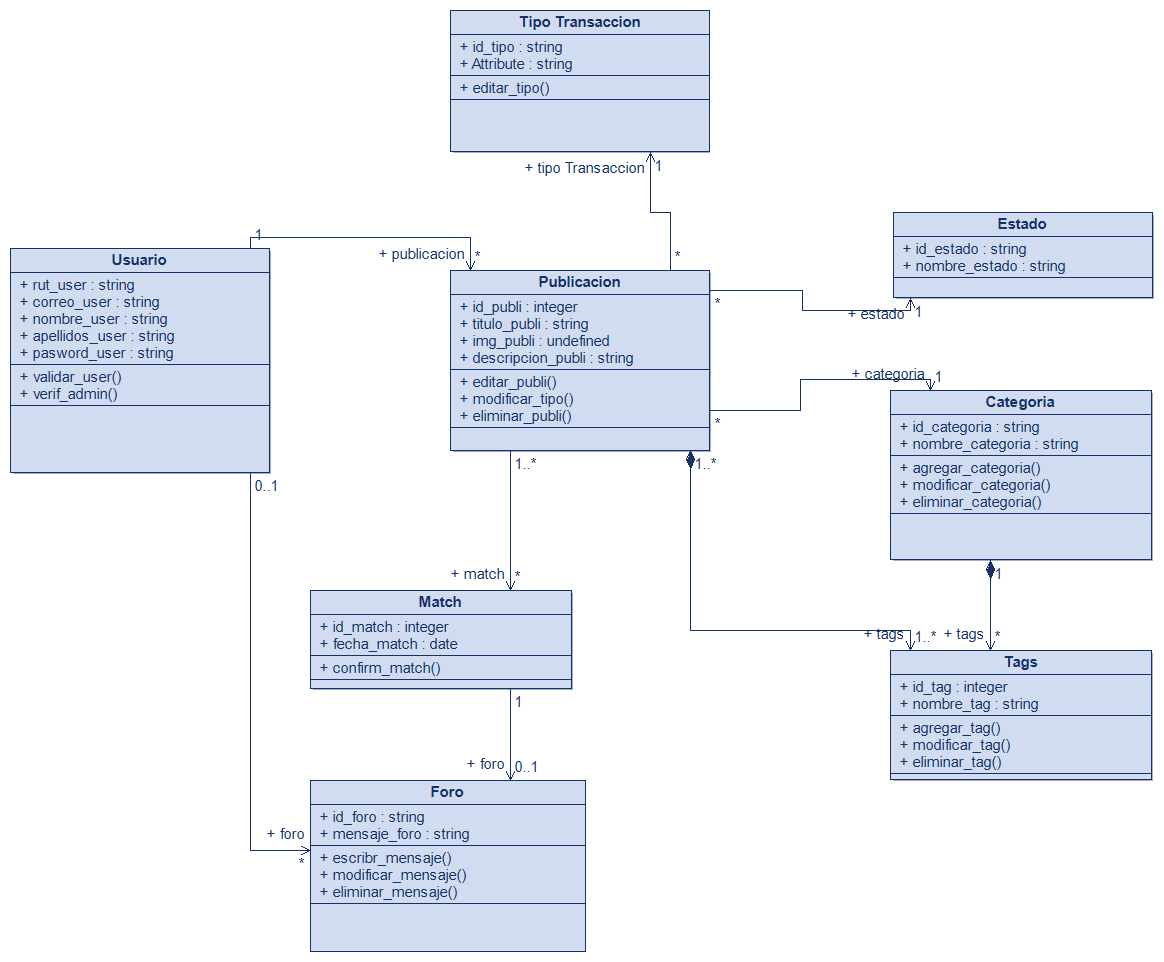 Tipo Transaccion
+ id_tipo : string
+ Attribute : string
+ editar_tipo()
+ tipo Transaccion
1
*
Usuario
+ rut_user : string
+ correo_user : string
+ nombre_user : string
+ apellidos_user : string
+ pasword_user : string
+ validar_user()
+ verif_admin()
1
+ publicacion
*
Publicacion
+ id_publi : integer
+ titulo_publi : string
+ img_publi : undefined
+ descripcion_publi : string
+ editar_publi()
+ modificar_tipo()
+ eliminar_publi()
*
+ estado
1
Estado
+ id_estado : string
+ nombre_estado : string
*
+ categoria
1
Categoria
+ id_categoria : string
+ nombre_categoria : string
+ agregar_categoria()
+ modificar_categoria()
+ eliminar_categoria()
1..*
+ match
*
1..*
+ tags
1..*
1
+ tags
*
Match
+ id_match : integer
+ fecha_match : date
+ confirm_match()
Tags
+ id_tag : integer
+ nombre_tag : string
+ agregar_tag()
+ modificar_tag()
+ eliminar_tag()
1
+ foro
0..1
0..1
+ foro
*
Foro
+ id_foro : string
+ mensaje_foro : string
+ escribr_mensaje()
+ modificar_mensaje()
+ eliminar_mensaje()